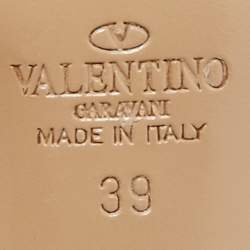 V
VALENTINO
GARAVANI
MADE IN ITALY
39